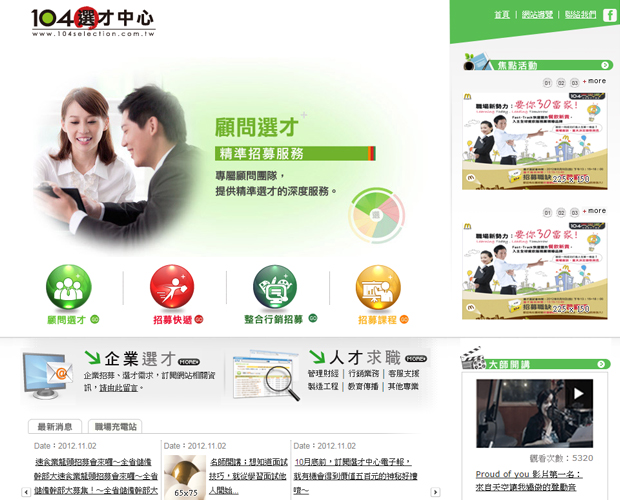 104選才中心
www.104selection.com.tw
首頁 | 網站導覽 | 聯絡我們
顧問選才
精準招募服務
專屬顧問團隊，
提供精準選才的深度服務。
焦點活動
01 02 03 + more
職場新勢力：要你30當家!
225 x 150
01 02 03 + more
職場新勢力：要你30當家!
225 x 150
顧問選才 GO
招募快遞 GO
整合行銷招募 GO
招募課程 GO
企業選才 MORE
企業招募、選才需求，訂閱網站相關資
訊，請由此留言。
人才求職 MORE
管理財經 | 行銷業務 | 客服支援
製造工程 | 教育傳播 | 其他專業
大師開講
觀看次數：5320
Proud of you 影片第一名：
來自天空讓我驕傲的聲動音
最新消息
職場充電站
Date：2012.11.02
速食業龍頭招募會來囉～全省儲備
幹部大速食業龍頭招募會來囉～全省儲備
幹部大募集！～全省儲備幹部大
Date：2012.11.02
65x75
名師開講；想知道面試
技巧，就從學習面試他
人開始...
Date：2012.11.02
10月底前，訂閱選才中心電子報，
就有機會得到價值五百元的神秘好禮
唷～